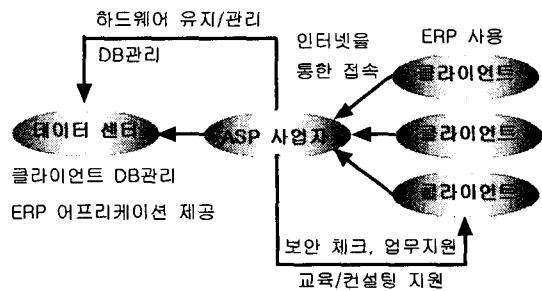 하드웨어 유지/관리
DB관리
인터넷을
통한 접속
ERP 사용
클라이언트
데이터 센터
ASP 사업자
클라이언트
클라이언트 DB관리
ERP 어프리케이션 제공
클라이언트
보안 체크, 업무지원
교육/컨설팅 지원